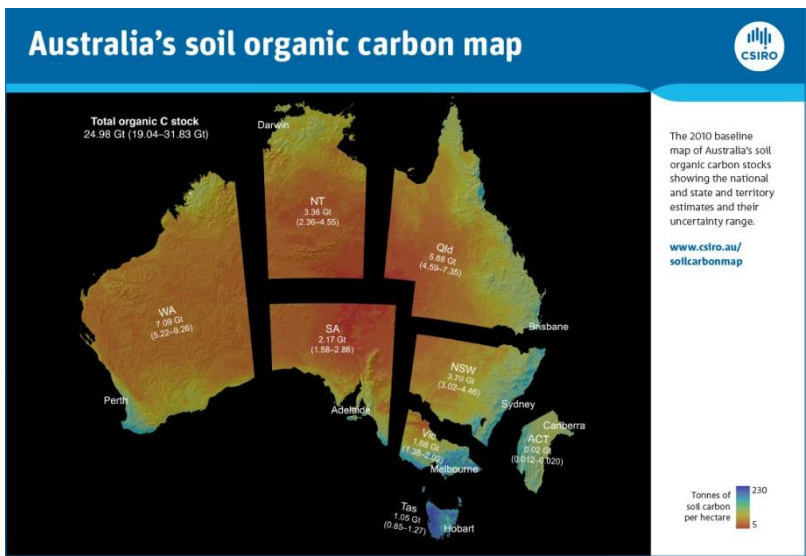 Australia's soil organic carbon map
CSIRO
Total organic C stock
24.98 Gt (19.04–31.83 Gt)
Darwin
NT
3.36 Gt
(2.36–4.55)
Qld
5.88 Gt
(4.59–7.35)
WA
7.09 Gt
(5.22–9.26)
SA
2.17 Gt
(1.58–2.86)
Brisbane
NSW
3.70 Gt
(3.02–4.46)
Perth
Adelaide
Sydney
Canberra
Vic
1.68 Gt
(1.38–2.02)
ACT
0.02 Gt
(0.012–0.020)
Melbourne
Tas
1.05 Gt
(0.85–1.27)
Hobart
The 2010 baseline
map of Australia's soil
organic carbon stocks
showing the national
and state and territory
estimates and their
uncertainty range.
www.csiro.au/
soilcarbonmap
Tonnes of
soil carbon
per hectare
230
5